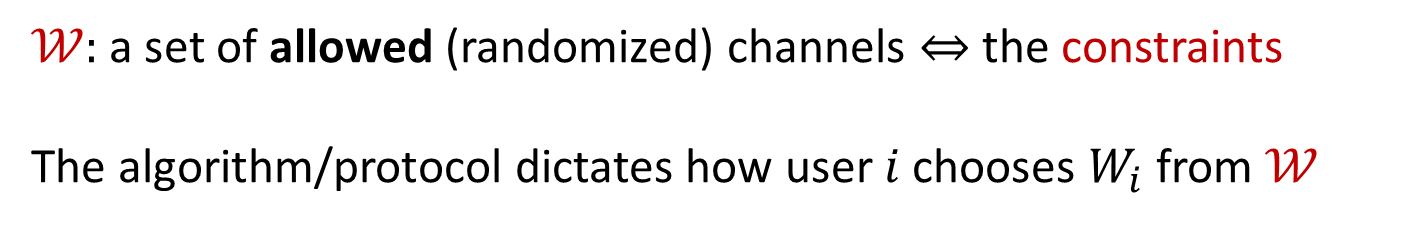 𝒲: a set of allowed (randomized) channels ⇔ the constraints
The algorithm/protocol dictates how user 𝑖 chooses 𝑊ᵢ from 𝒲